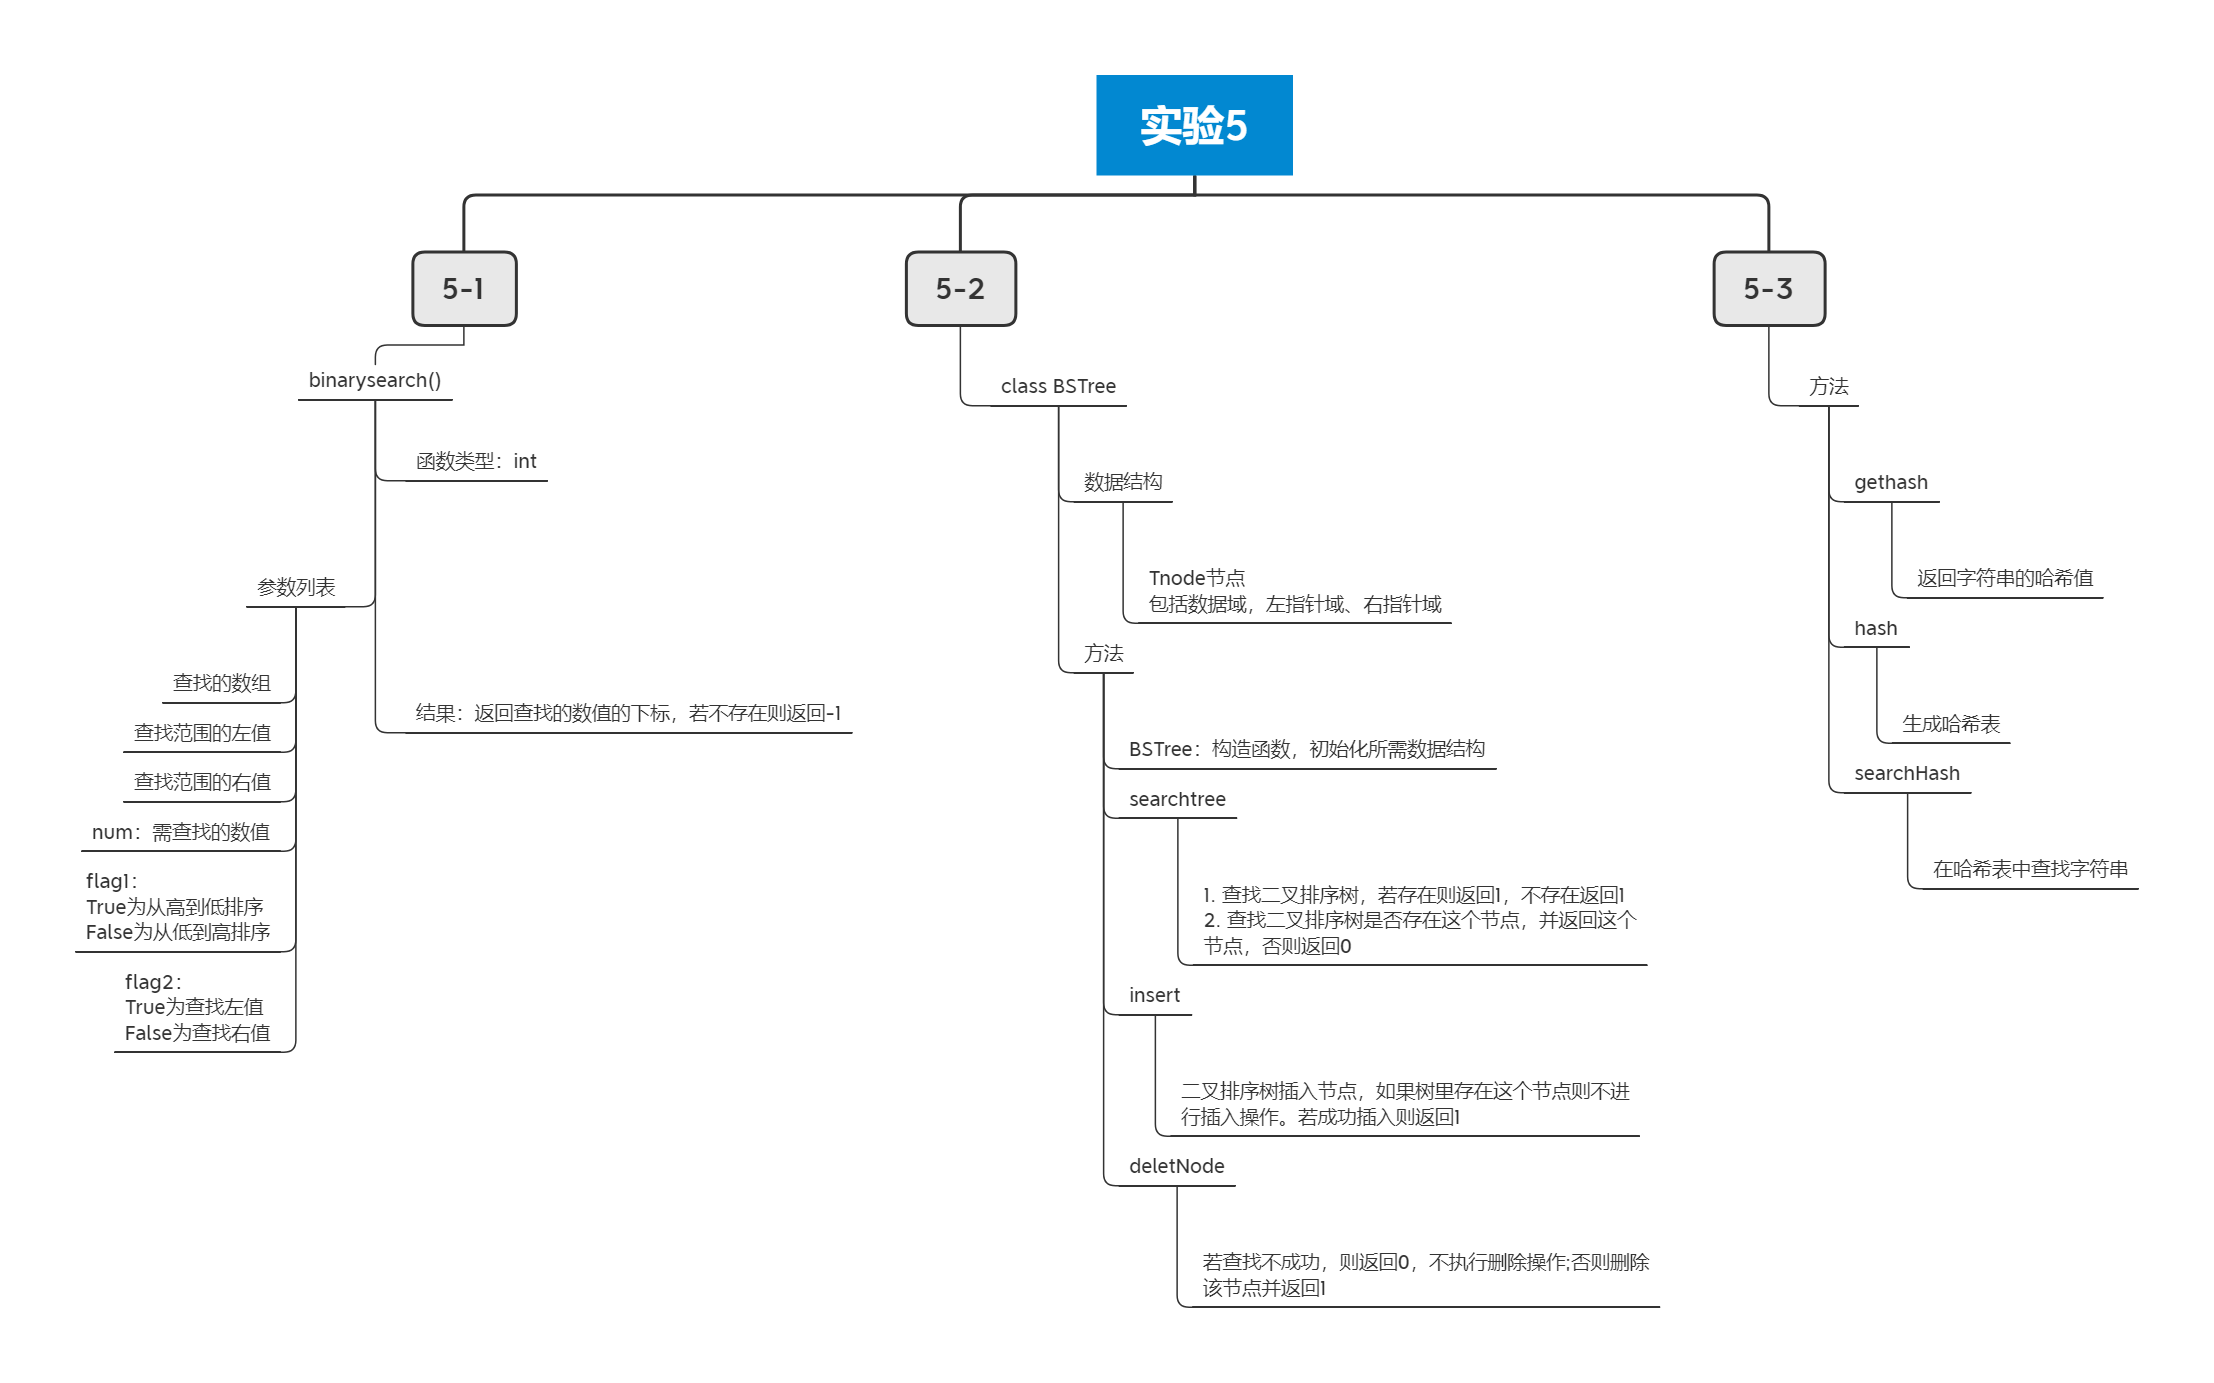 实验5
5-1
binarysearch()
函数类型：int
参数列表
查找的数组
查找范围的左值
查找范围的右值
num：需查找的数值
flag1：
True为从高到低排序
False为从低到高排序
flag2：
True为查找左值
False为查找右值
结果：返回查找的数值的下标，若不存在则返回-1
5-2
class BSTree
数据结构
Tnode节点
包括数据域，左指针域、右指针域
方法
BSTree：构造函数，初始化所需数据结构
searchtree
1. 查找二叉排序树，若存在则返回1，不存在返回1
2. 查找二叉排序树是否存在这个节点，并返回这个
节点，否则返回0
insert
二叉排序树插入节点，如果树里存在这个节点则不进
行插入操作。若成功插入则返回1
deletNode
若查找不成功，则返回0，不执行删除操作;否则删除
该节点并返回1
5-3
方法
gethash
返回字符串的哈希值
hash
生成哈希表
searchHash
在哈希表中查找字符串